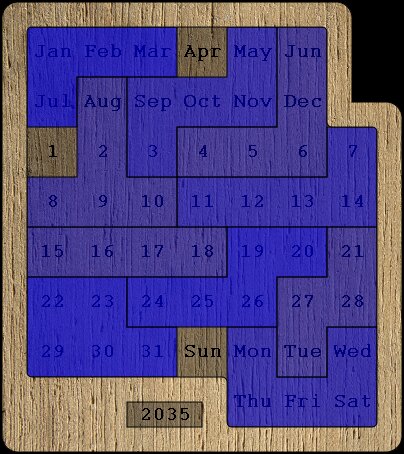 Jan Feb Mar Apr May Jun
Jul Aug Sep Oct Nov Dec
1 2 3 4 5 6 7
8 9 10 11 12 13 14
15 16 17 18 19 20 21
22 23 24 25 26 27 28
29 30 31 Sun Mon Tue Wed
Thu Fri Sat
2035